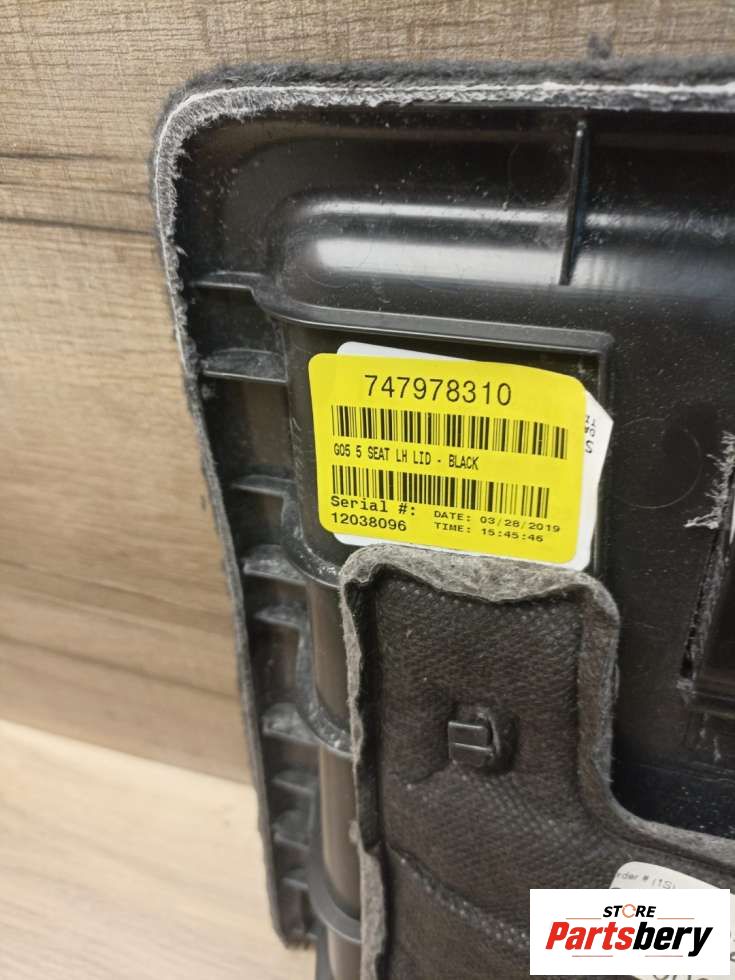 747978310
G05 5 SEAT LH LID - BLACK
Serial #:
12038096
DATE: 03/28/2019
TIME: 15:45:46
STORE
Partsbery